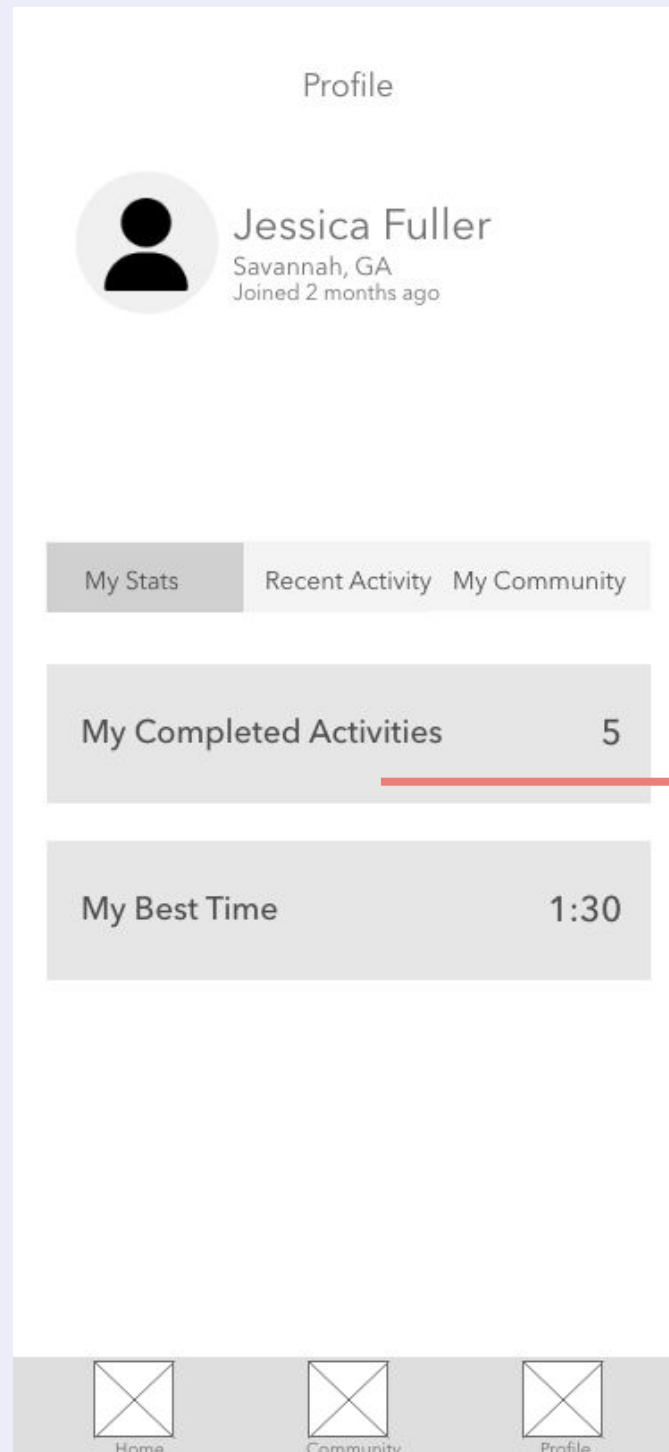 Profile
Jessica Fuller
Savannah, GA
Joined 2 months ago
My Stats Recent Activity My Community
My Completed Activities 5
My Best Time 1:30
Home Community Profile